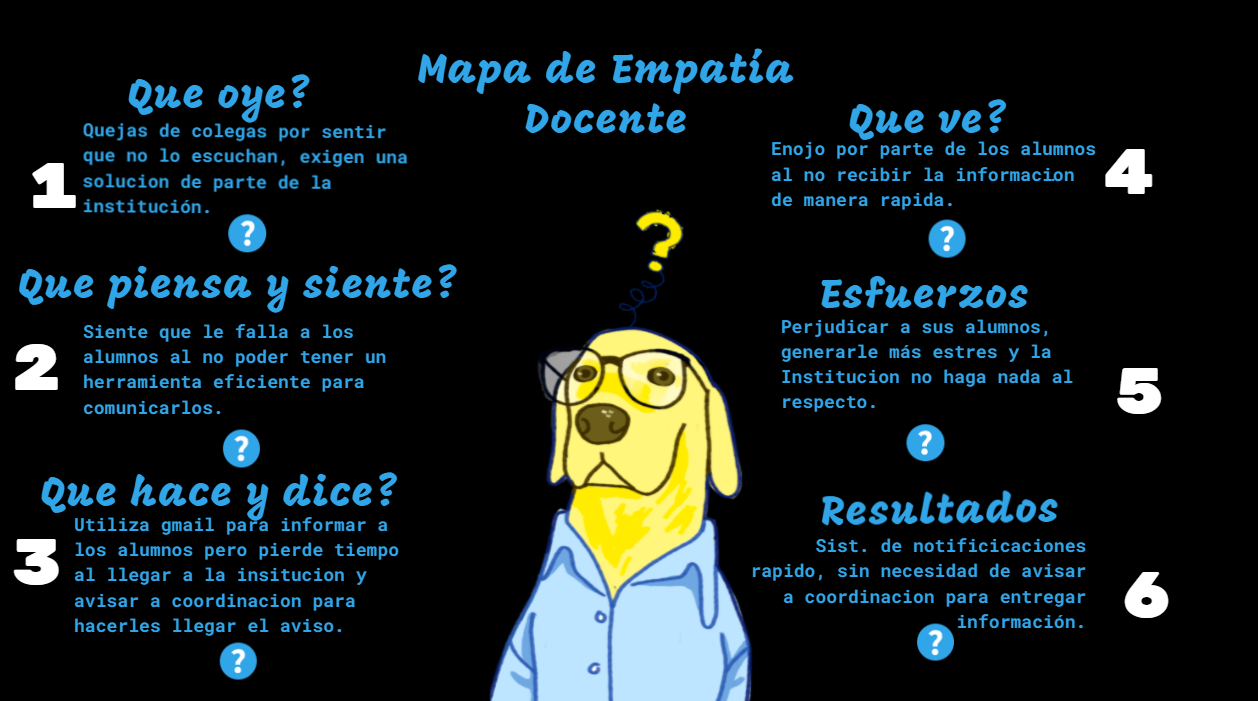 Mapa de Empatía
Docente
Que oye?
1
Quejas de colegas por sentir
que no lo escuchan, exigen una
solucion de parte de la
institución.
?
Que piensa y siente?
2
Siente que le falla a los
alumnos al no poder tener un
herramienta eficiente para
comunicarlos.
?
Que hace y dice?
3
Utiliza gmail para informar a
los alumnos pero pierde tiempo
al llegar a la insitucion y
avisar a coordinacion para
hacerles llegar el aviso.
?
?
Que ve?
4
Enojo por parte de los alumnos
al no recibir la informacion
de manera rapida.
?
Esfuerzos
5
Perjudicar a sus alumnos,
generarle más estres y la
Institucion no haga nada al
respecto.
?
Resultados
6
Sist. de notificicaciones
rapido, sin necesidad de avisar
a coordinacion para entregar
información.
?